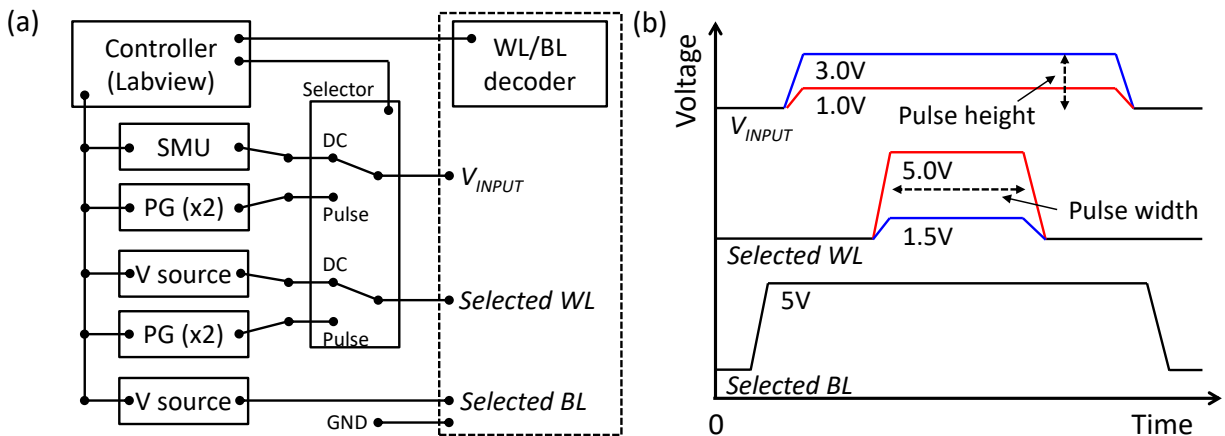 (a)
Controller
(Labview)
WL/BL
decoder
Selector
SMU
DC
V_INPUT
PG (x2)
Pulse
V source
DC
Selected WL
PG (x2)
Pulse
V source
Selected BL
GND
(b)
Voltage
3.0V
1.0V
Pulse height
V_INPUT
5.0V
Pulse width
1.5V
Selected WL
5V
Selected BL
0
Time